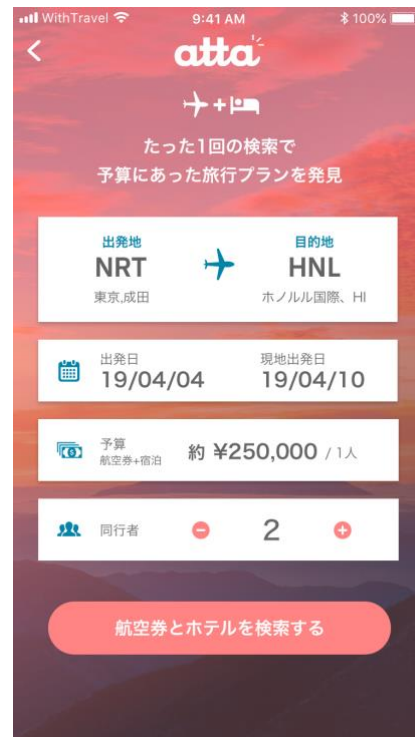 WithTravel 9:41 AM 100%
atta
+
たった1回の検索で
予算にあった旅行プランを発見
出発地 目的地
NRT HNL
東京,成田 ホノルル国際、HI
出発日 現地出発日
19/04/04 19/04/10
予算
航空券+宿泊 約 ¥250,000 / 1人
同行者 2
航空券とホテルを検索する